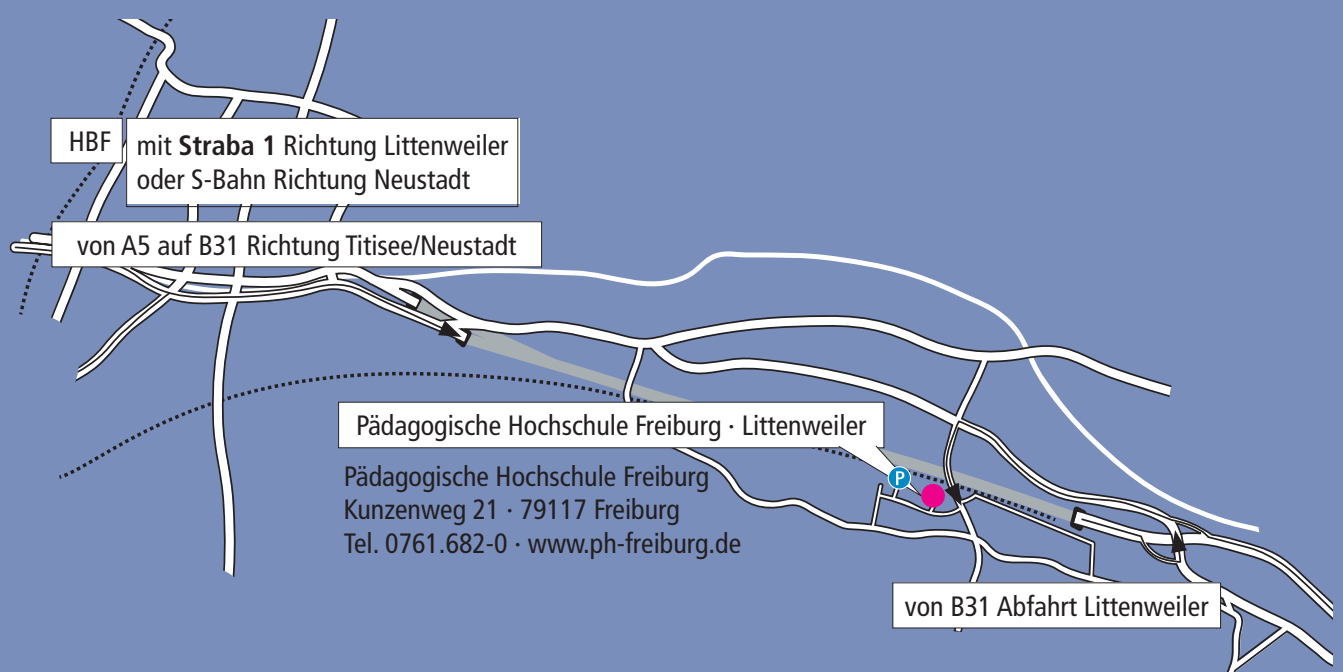 HBF
mit Straba 1 Richtung Littenweiler
oder S-Bahn Richtung Neustadt
von A5 auf B31 Richtung Titisee/Neustadt
Pädagogische Hochschule Freiburg · Littenweiler
P
Pädagogische Hochschule Freiburg
Kunzenweg 21 · 79117 Freiburg
Tel. 0761.682-0 · www.ph-freiburg.de
von B31 Abfahrt Littenweiler